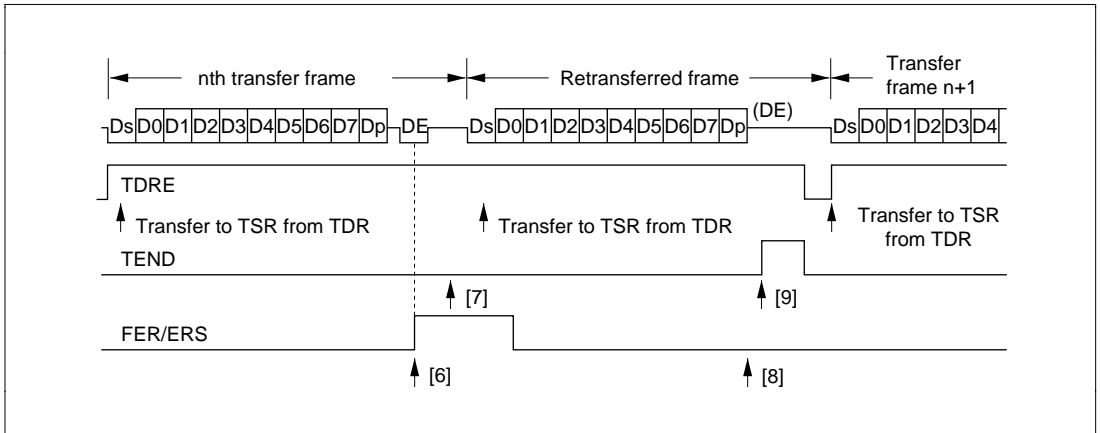 nth transfer frame
Retransferred frame
Transfer
frame n+1
Ds D0 D1 D2 D3 D4 D5 D6 D7 Dp DE Ds D0 D1 D2 D3 D4 D5 D6 D7 Dp (DE) Ds D0 D1 D2 D3 D4
TDRE
Transfer to TSR from TDR
Transfer to TSR from TDR
Transfer to TSR
from TDR
TEND
[7]
[9]
FER/ERS
[6]
[8]